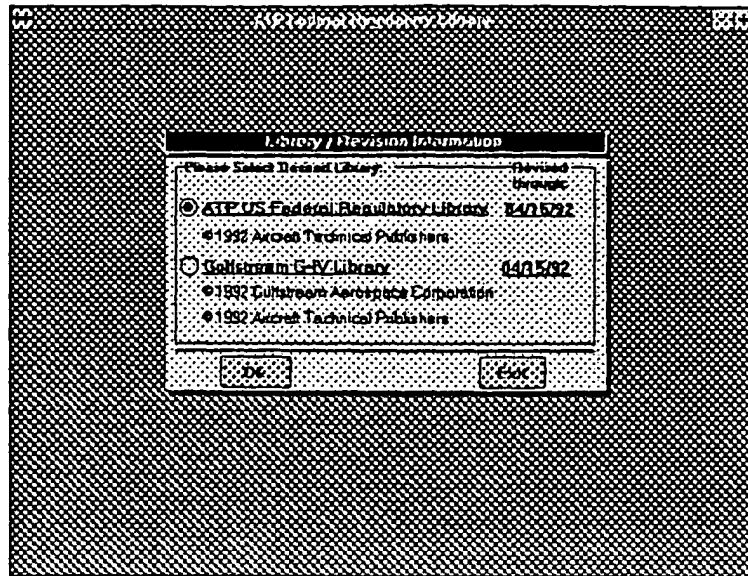 ATP Federal Regulatory Library
Library / Revision Information
Please Select Desired Library: Revised
through:
ATP US Federal Regulatory Library 04/15/92
©1992 Aircraft Technical Publishers
Gulfstream G-IV Library 04/15/92
©1992 Gulfstream Aerospace Corporation
©1992 Aircraft Technical Publishers
OK Exit